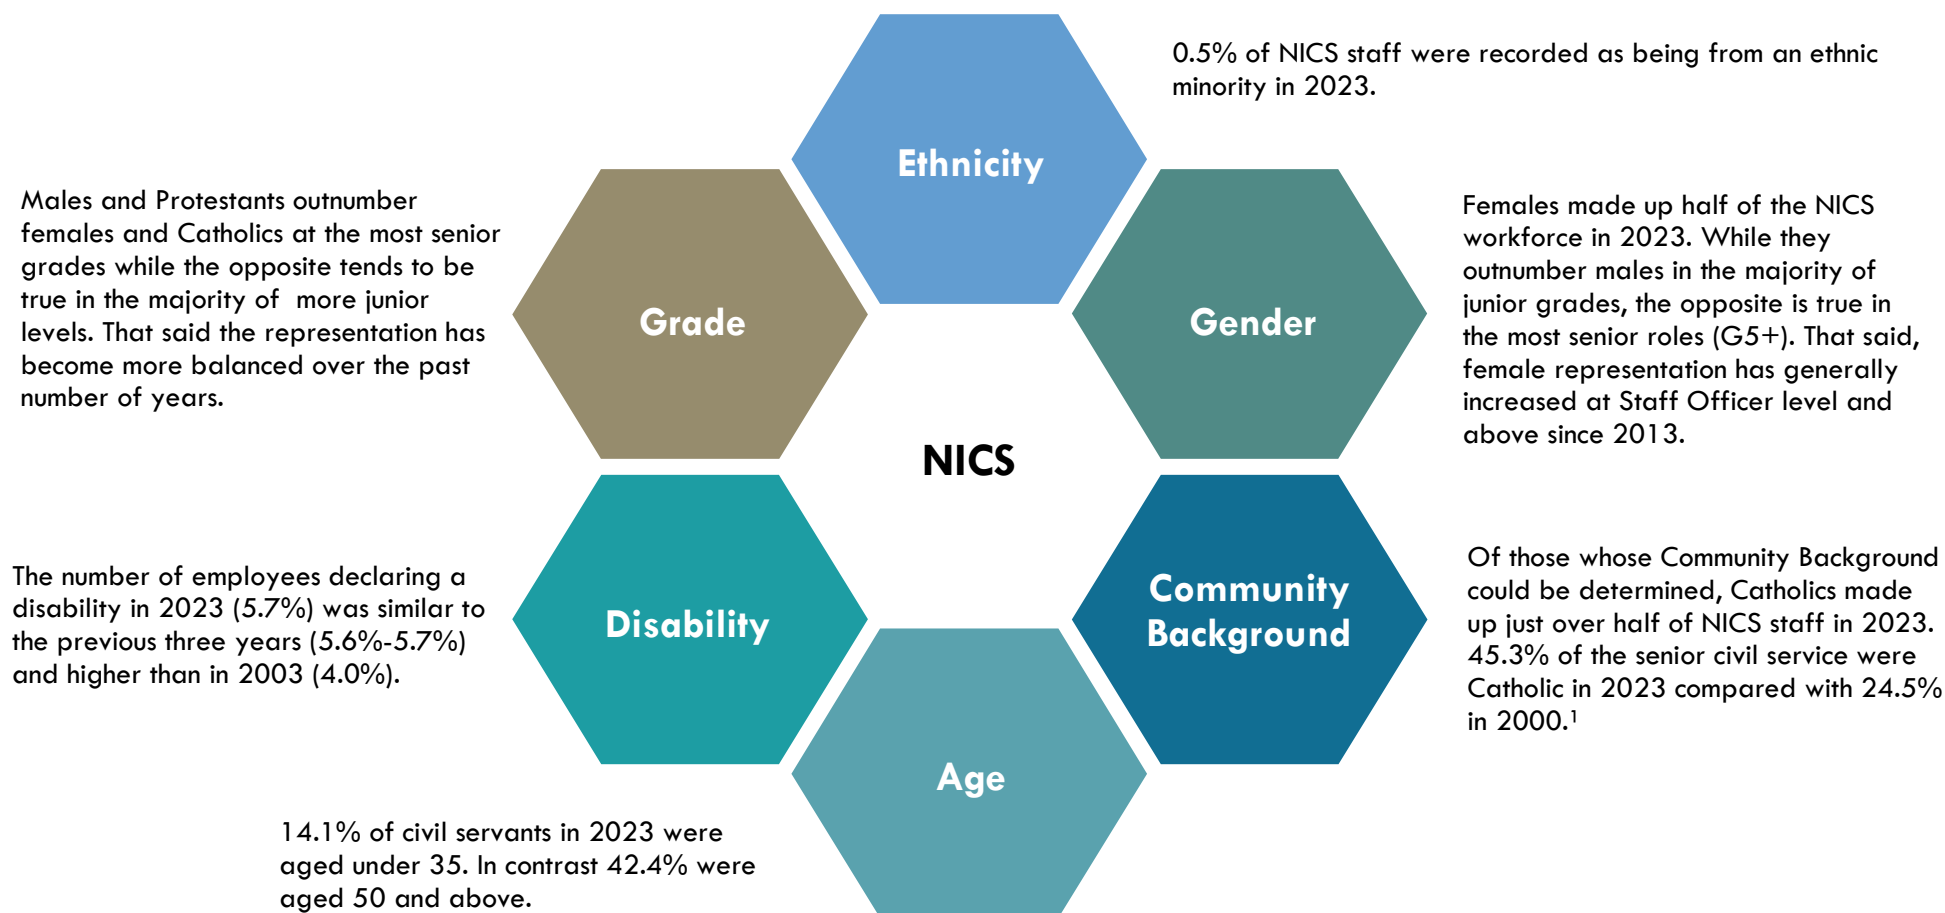 Ethnicity
0.5% of NICS staff were recorded as being from an ethnic
minority in 2023.
Gender
Females made up half of the NICS
workforce in 2023. While they
outnumber males in the majority of
junior grades, the opposite is true in
the most senior roles (G5+). That said,
female representation has generally
increased at Staff Officer level and
above since 2013.
Grade
Males and Protestants outnumber
females and Catholics at the most senior
grades while the opposite tends to be
true in the majority of  more junior
levels. That said the representation has
become more balanced over the past
number of years.
NICS
Community
Background
Of those whose Community Background
could be determined, Catholics made
up just over half of NICS staff in 2023.
45.3% of the senior civil service were
Catholic in 2023 compared with 24.5%
in 2000.¹
Disability
The number of employees declaring a
disability in 2023 (5.7%) was similar to
the previous three years (5.6%-5.7%)
and higher than in 2003 (4.0%).
Age
14.1% of civil servants in 2023 were
aged under 35. In contrast 42.4% were
aged 50 and above.